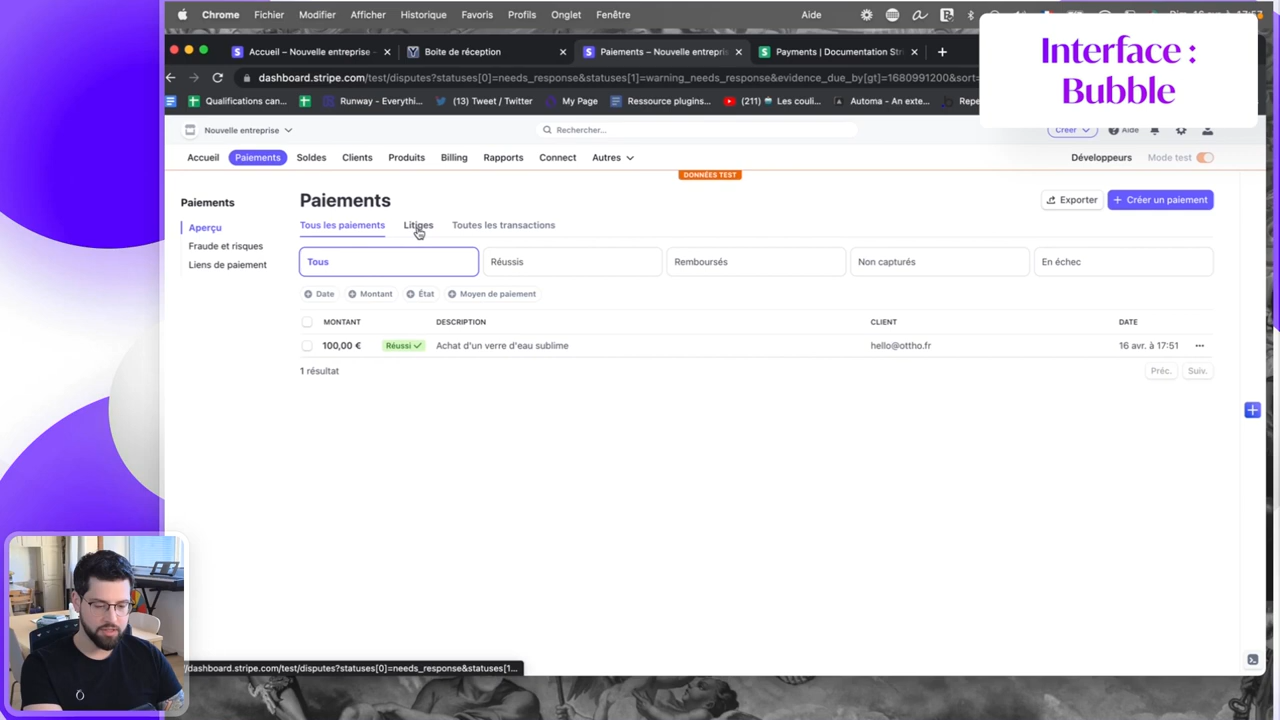 Chrome Fichier Modifier Afficher Historique Favoris Profils Onglet Fenêtre Aide
Interface :
Bubble
Accueil – Nouvelle entreprise -
Boite de réception
Paiements – Nouvelle entrepri
Payments | Documentation Str
dashboard.stripe.com/test/disputes?statuses[0]=needs_response&statuses[1]=warning_needs_response&evidence_due_by[gt]=1680991200&sort=
Qualifications can...
Runway - Everythi...
(13) Tweet / Twitter
My Page
Ressource plugins...
(211) Les couli...
Automa - An exte...
Repe
Nouvelle entreprise
Rechercher...
Créer
Aide
Accueil Paiements Soldes Clients Produits Billing Rapports Connect Autres
Développeurs Mode test
DONNÉES TEST
Paiements
Aperçu
Fraude et risques
Liens de paiement
Paiements
Exporter
Créer un paiement
Tous les paiements Litiges Toutes les transactions
Tous Réussis Remboursés Non capturés En échec
Date Montant État Moyen de paiement
MONTANT DESCRIPTION CLIENT DATE
100,00 € Réussi Achat d'un verre d'eau sublime hello@ottho.fr 16 avr. à 17:51
1 résultat
Préc. Suiv.
/dashboard.stripe.com/test/disputes?statuses[0]=needs_response&statuses[1...